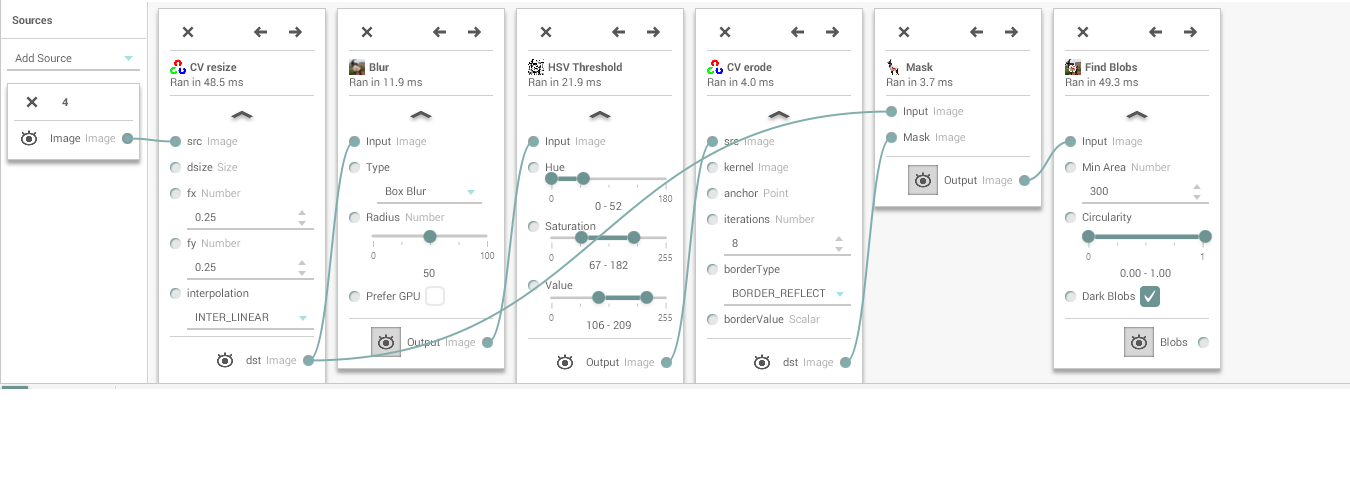 Sources
Add Source
4
Image Image
CV resize
Ran in 48.5 ms
src Image
dsize Size
fx Number
0.25
fy Number
0.25
interpolation
INTER_LINEAR
dst Image
Blur
Ran in 11.9 ms
Input Image
Type
Box Blur
Radius Number
0 100
50
Prefer GPU
Output Image
HSV Threshold
Ran in 21.9 ms
Input Image
Hue
0 180
0 - 52
Saturation
0 255
67 - 182
Value
0 255
106 - 209
Output Image
CV erode
Ran in 4.0 ms
src Image
kernel Image
anchor Point
iterations Number
8
borderType
BORDER_REFLECT
borderValue Scalar
dst Image
Mask
Ran in 3.7 ms
Input Image
Mask Image
Output Image
Find Blobs
Ran in 49.3 ms
Input Image
Min Area Number
300
Circularity
0 1
0.00 - 1.00
Dark Blobs
Blobs